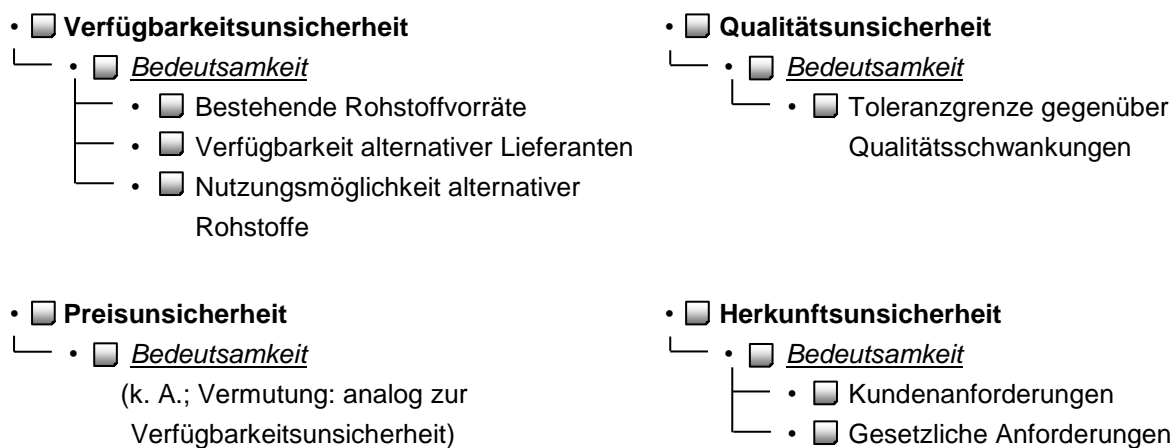 • Verfügbarkeitsunsicherheit
• Bedeutsamkeit
• Bestehende Rohstoffvorräte
• Verfügbarkeit alternativer Lieferanten
• Nutzungsmöglichkeit alternativer
Rohstoffe
• Qualitätsunsicherheit
• Bedeutsamkeit
• Toleranzgrenze gegenüber
Qualitätsschwankungen
• Preisunsicherheit
• Bedeutsamkeit
(k. A.; Vermutung: analog zur
Verfügbarkeitsunsicherheit)
• Herkunftsunsicherheit
• Bedeutsamkeit
• Kundenanforderungen
• Gesetzliche Anforderungen